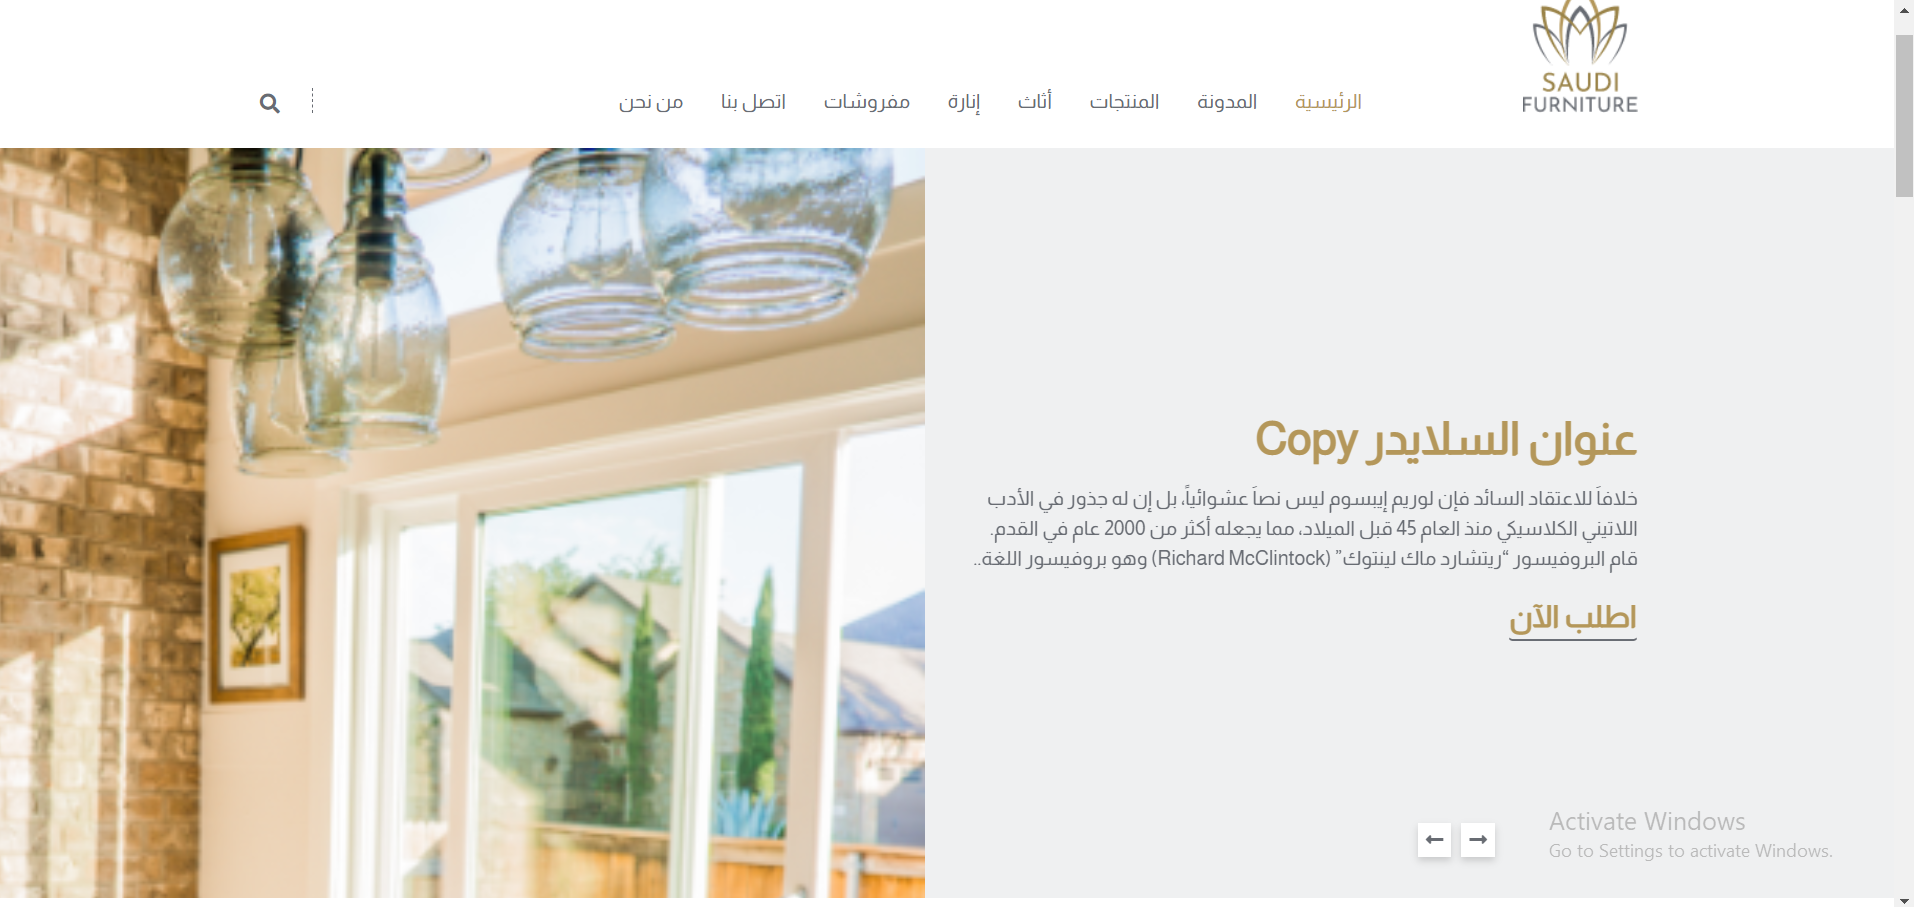 SAUDI
FURNITURE
الرئيسية
المدونة
المنتجات
أثاث
إنارة
مفروشات
اتصل بنا
من نحن
عنوان السلايدر Copy
خلافاَ للاعتقاد السائد فإن لوريم إيبسوم ليس نصاَ عشوائياً، بل إن له جذور في الأدب
اللاتيني الكلاسيكي منذ العام 45 قبل الميلاد، مما يجعله أكثر من 2000 عام في القدم.
قام البروفيسور “ريتشارد ماك لينتوك” (Richard McClintock) وهو بروفيسور اللغة..
اطلب الآن
Activate Windows
Go to Settings to activate Windows.